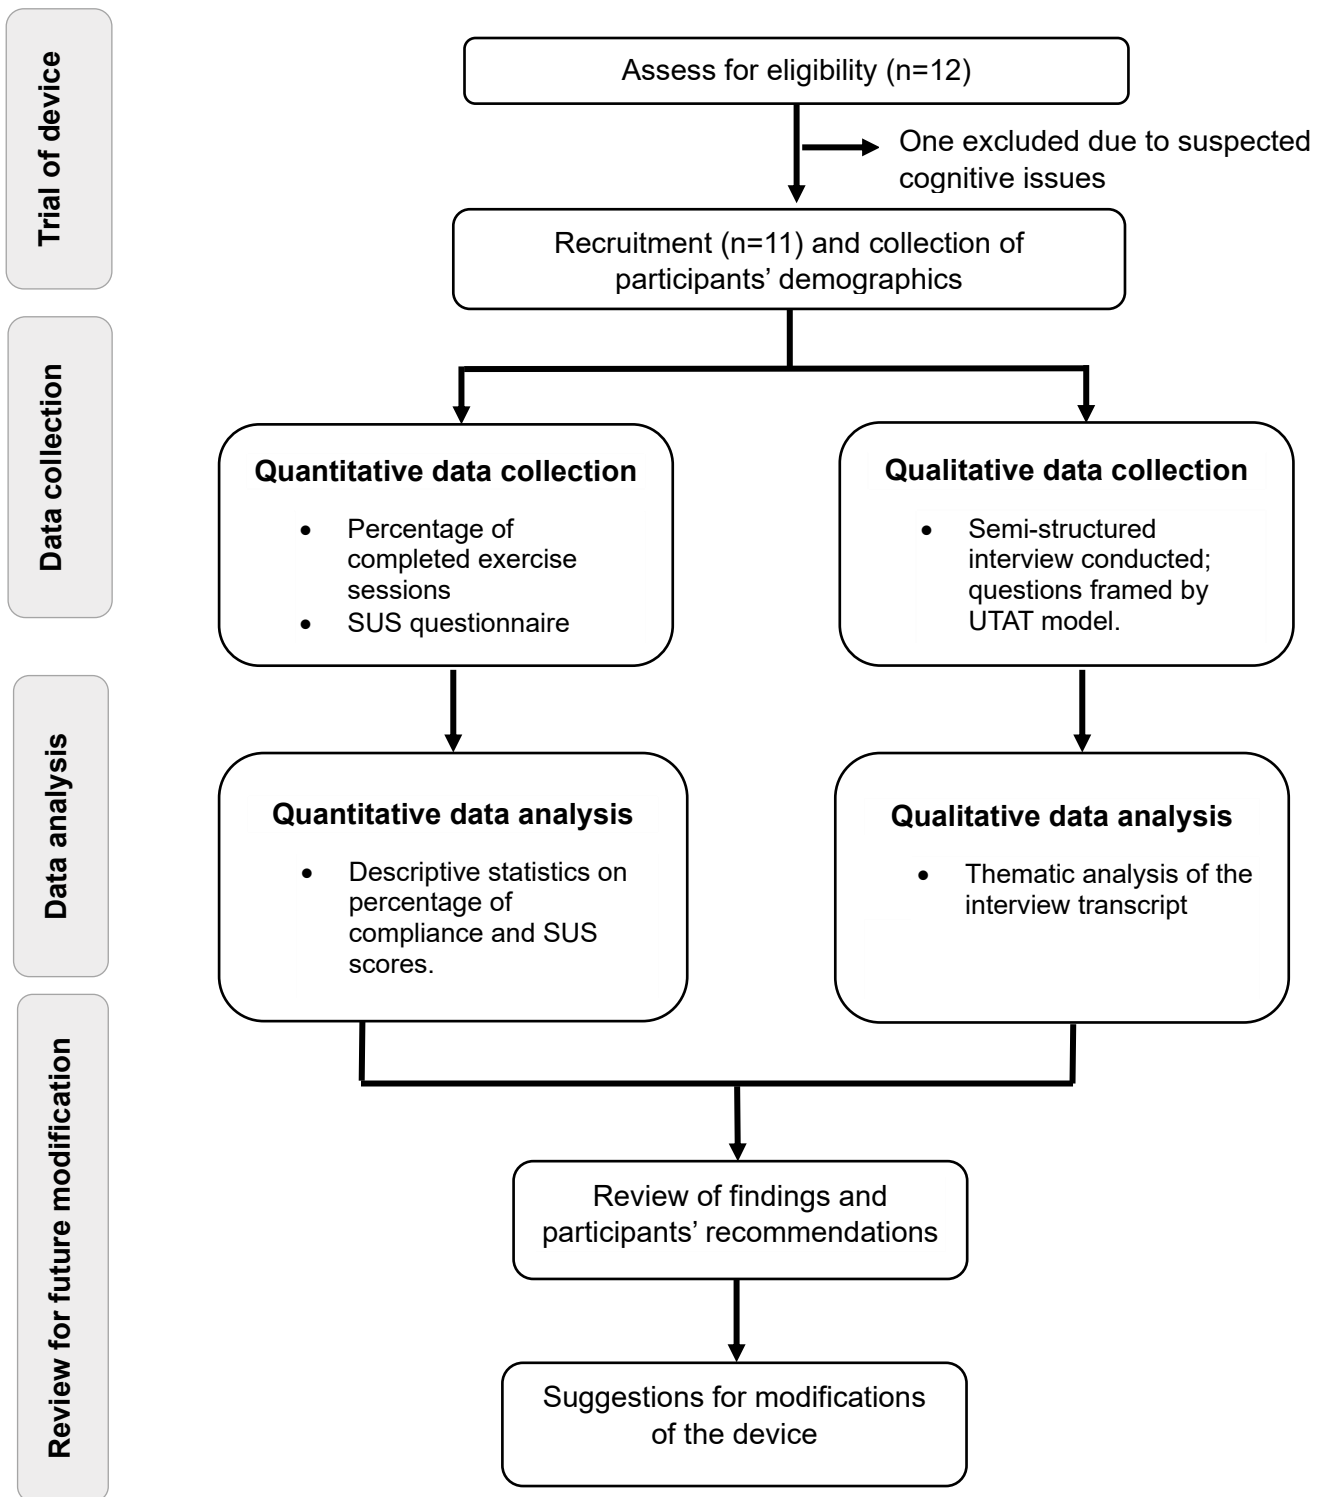 Trial of device
Assess for eligibility (n=12)
One excluded due to suspected
cognitive issues
Recruitment (n=11) and collection of
participants’ demographics
Data collection
Quantitative data collection
• Percentage of
completed exercise
sessions
• SUS questionnaire
Qualitative data collection
• Semi-structured
interview conducted;
questions framed by
UTAT model.
Data analysis
Quantitative data analysis
• Descriptive statistics on
percentage of
compliance and SUS
scores.
Qualitative data analysis
• Thematic analysis of the
interview transcript
Review for future modification
Review of findings and
participants’ recommendations
Suggestions for modifications
of the device